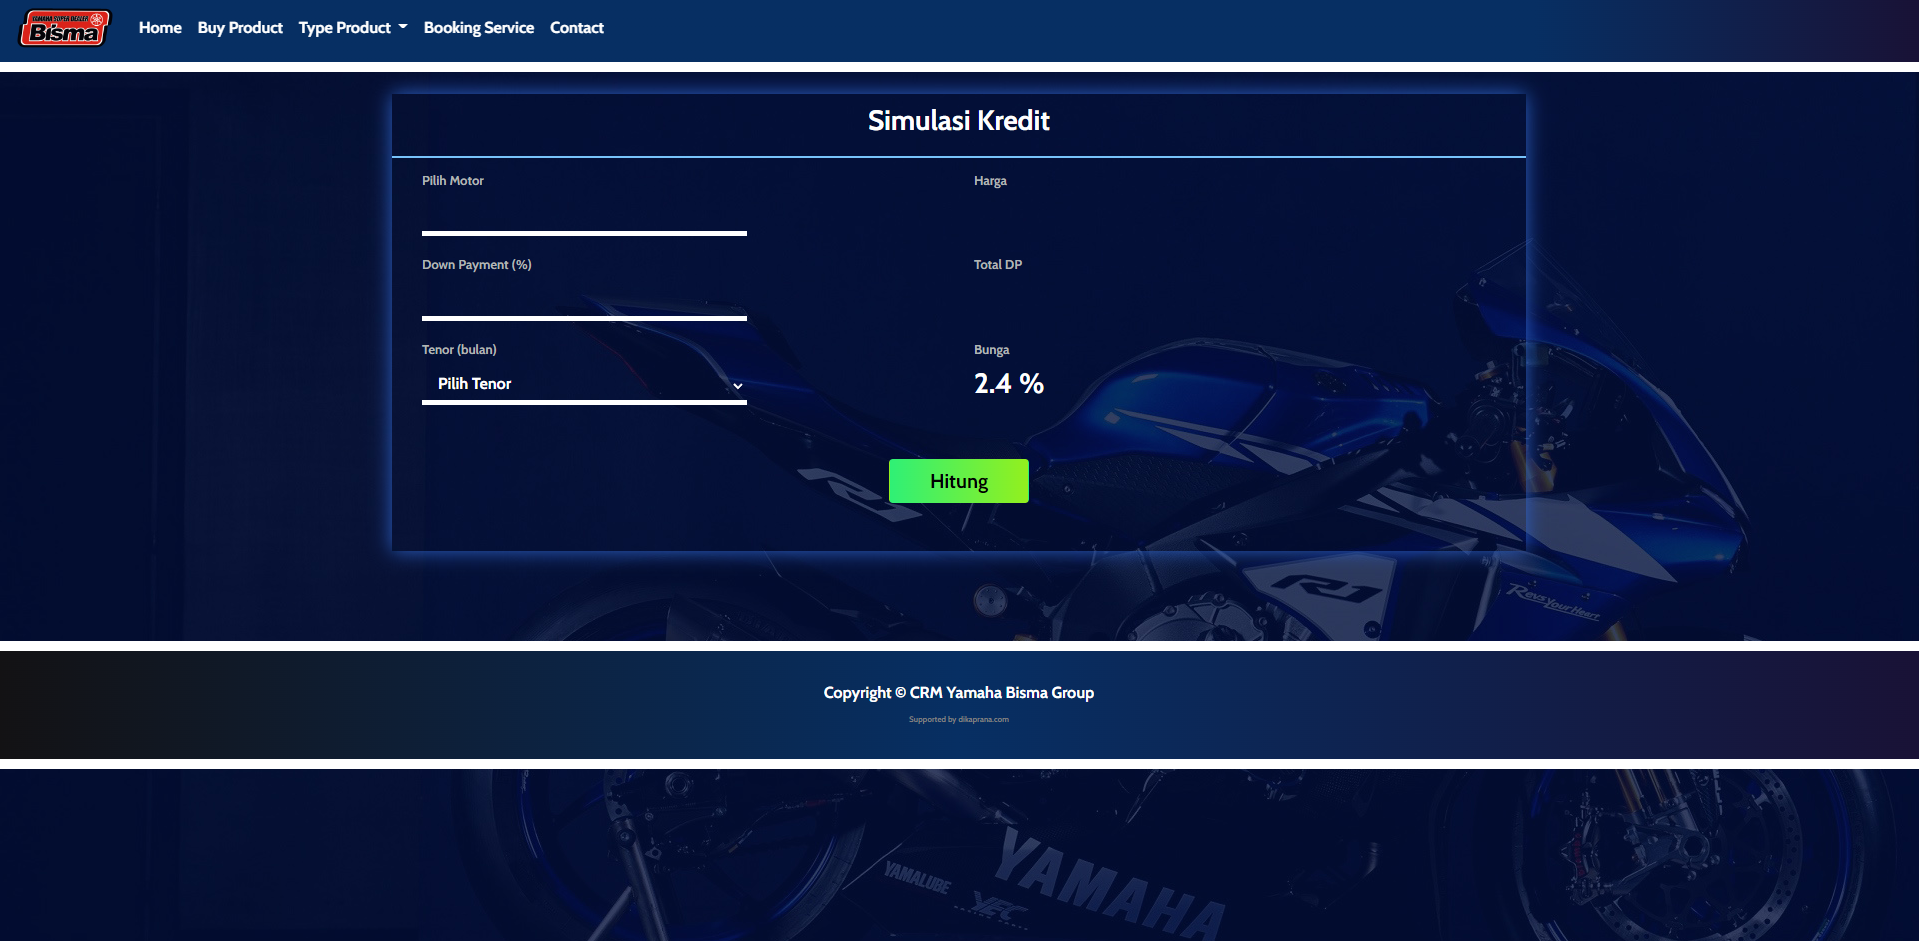 YAMAHA SUPER DEALER
Bisma
Home
Buy Product
Type Product
Booking Service
Contact
Simulasi Kredit
Pilih Motor
Harga
Down Payment (%)
Total DP
Tenor (bulan)
Pilih Tenor
Bunga
2.4 %
Hitung
R1
R1
Revs Your Heart
Copyright © CRM Yamaha Bisma Group
Supported by dikaprana.com
YAMALUBE
YEC
YAMAHA